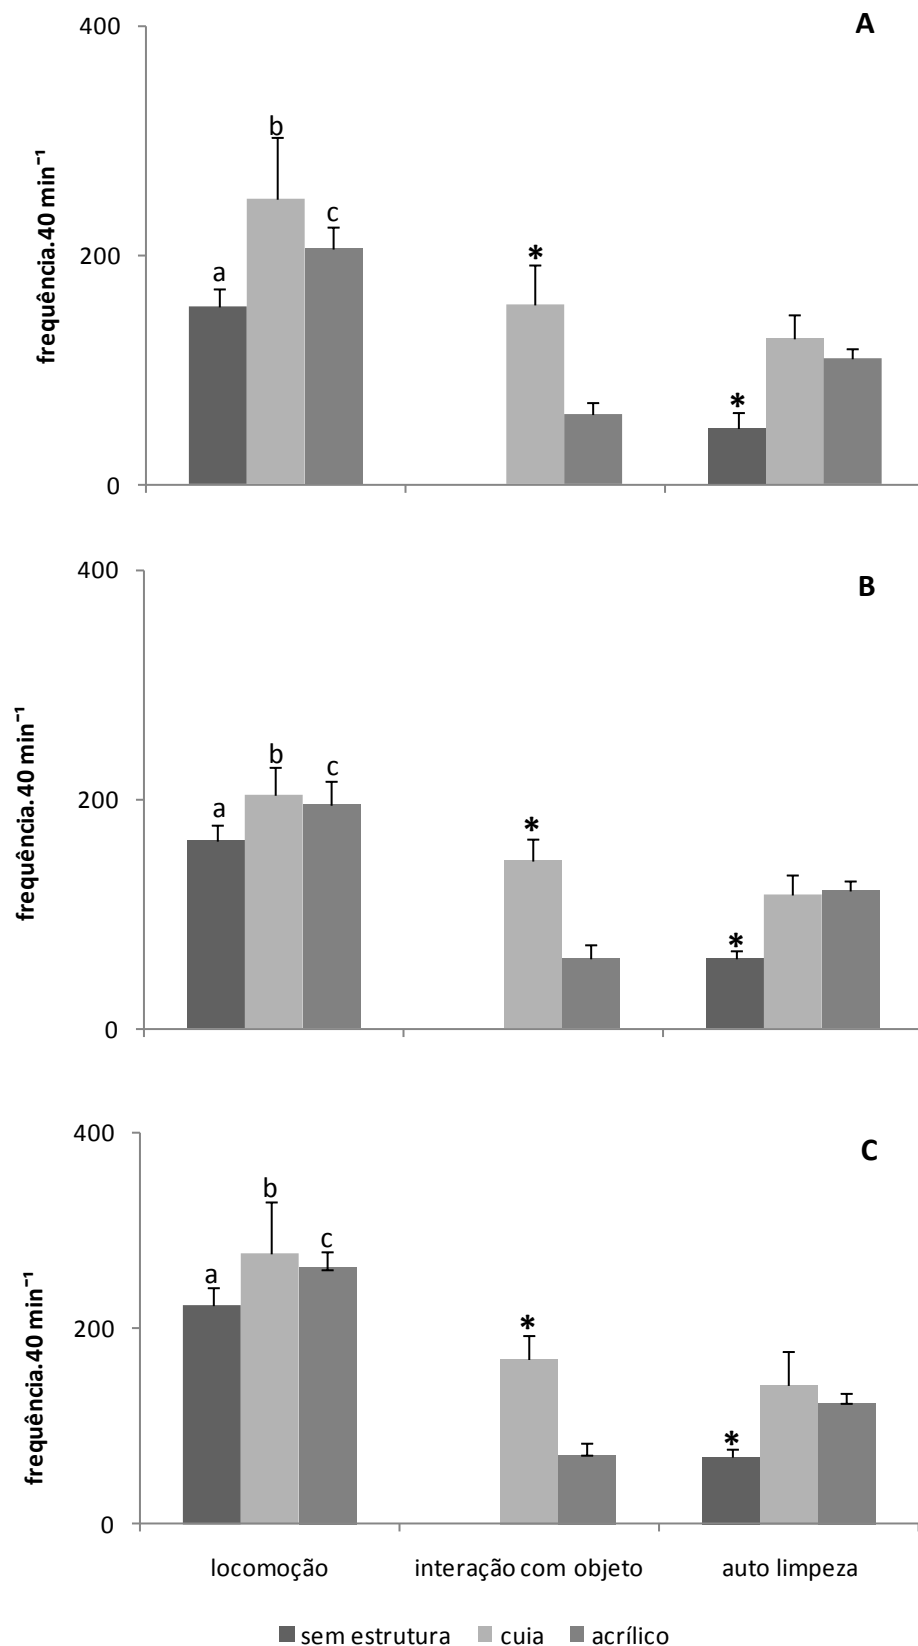 A
400
b
c
200
a
*
*
0
frequência.40 min⁻¹
B
400
b
c
200
a
*
*
0
frequência.40 min⁻¹
C
400
b
c
a
200
*
*
0
frequência.40 min⁻¹
locomoção interação com objeto auto limpeza
sem estrutura cuia acrílico